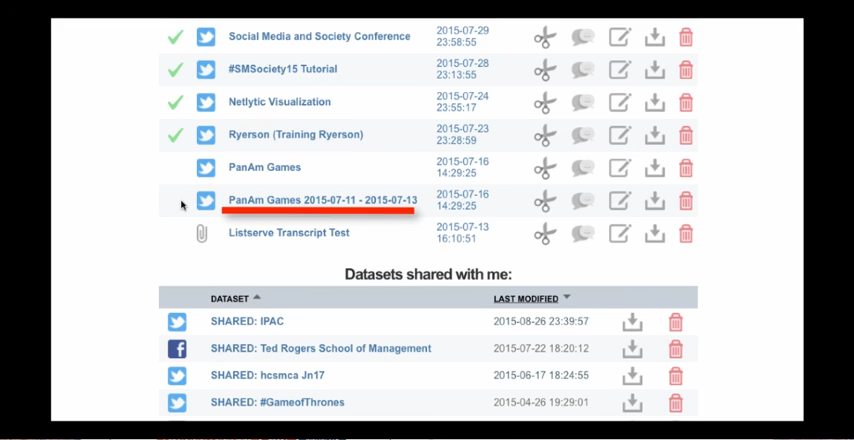 Social Media and Society Conference 2015-07-29 23:58:55
#SMSociety15 Tutorial 2015-07-28 23:13:55
Netlytic Visualization 2015-07-24 23:55:17
Ryerson (Training Ryerson) 2015-07-23 23:28:59
PanAm Games 2015-07-16 14:29:25
PanAm Games 2015-07-11 - 2015-07-13 2015-07-16 14:29:25
Listserve Transcript Test 2015-07-13 16:10:51
Datasets shared with me:
DATASET LAST MODIFIED
SHARED: IPAC 2015-08-26 23:39:57
SHARED: Ted Rogers School of Management 2015-07-22 18:20:12
SHARED: hcsmca Jn17 2015-06-17 18:24:55
SHARED: #GameofThrones 2015-04-26 19:29:01